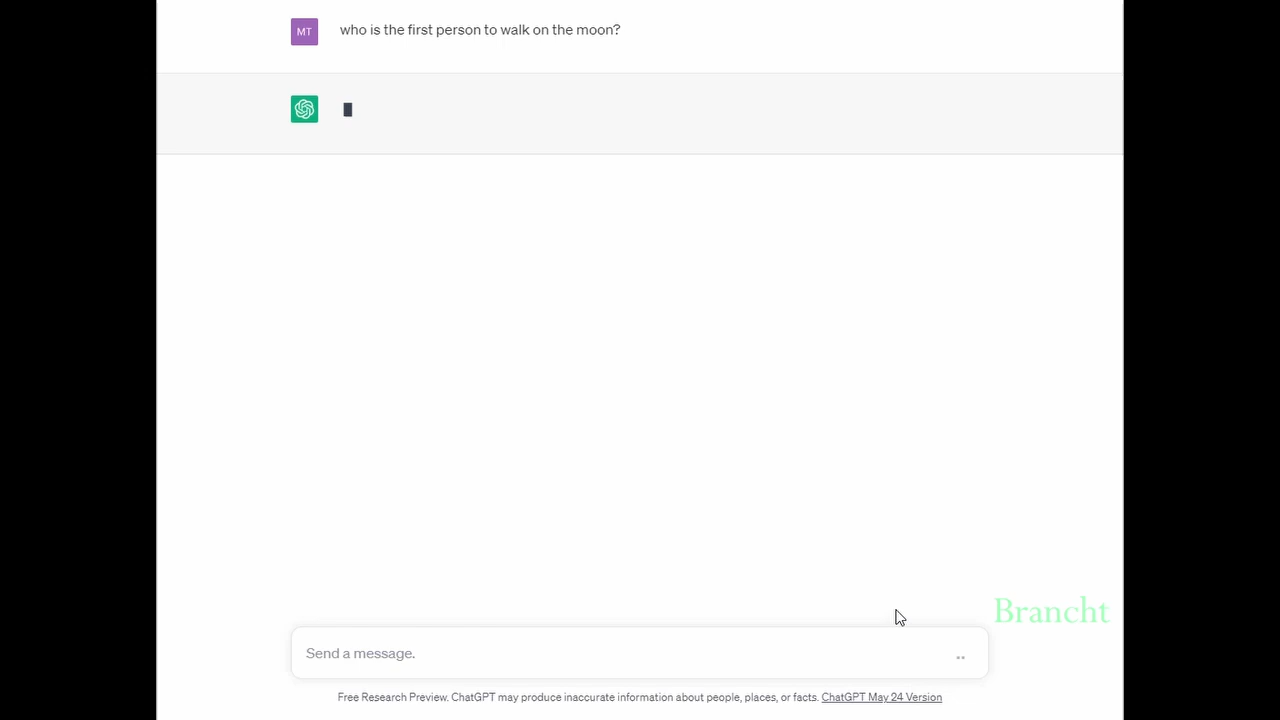 MT
who is the first person to walk on the moon?
Brancht
Send a message.
Free Research Preview. ChatGPT may produce inaccurate information about people, places, or facts. ChatGPT May 24 Version